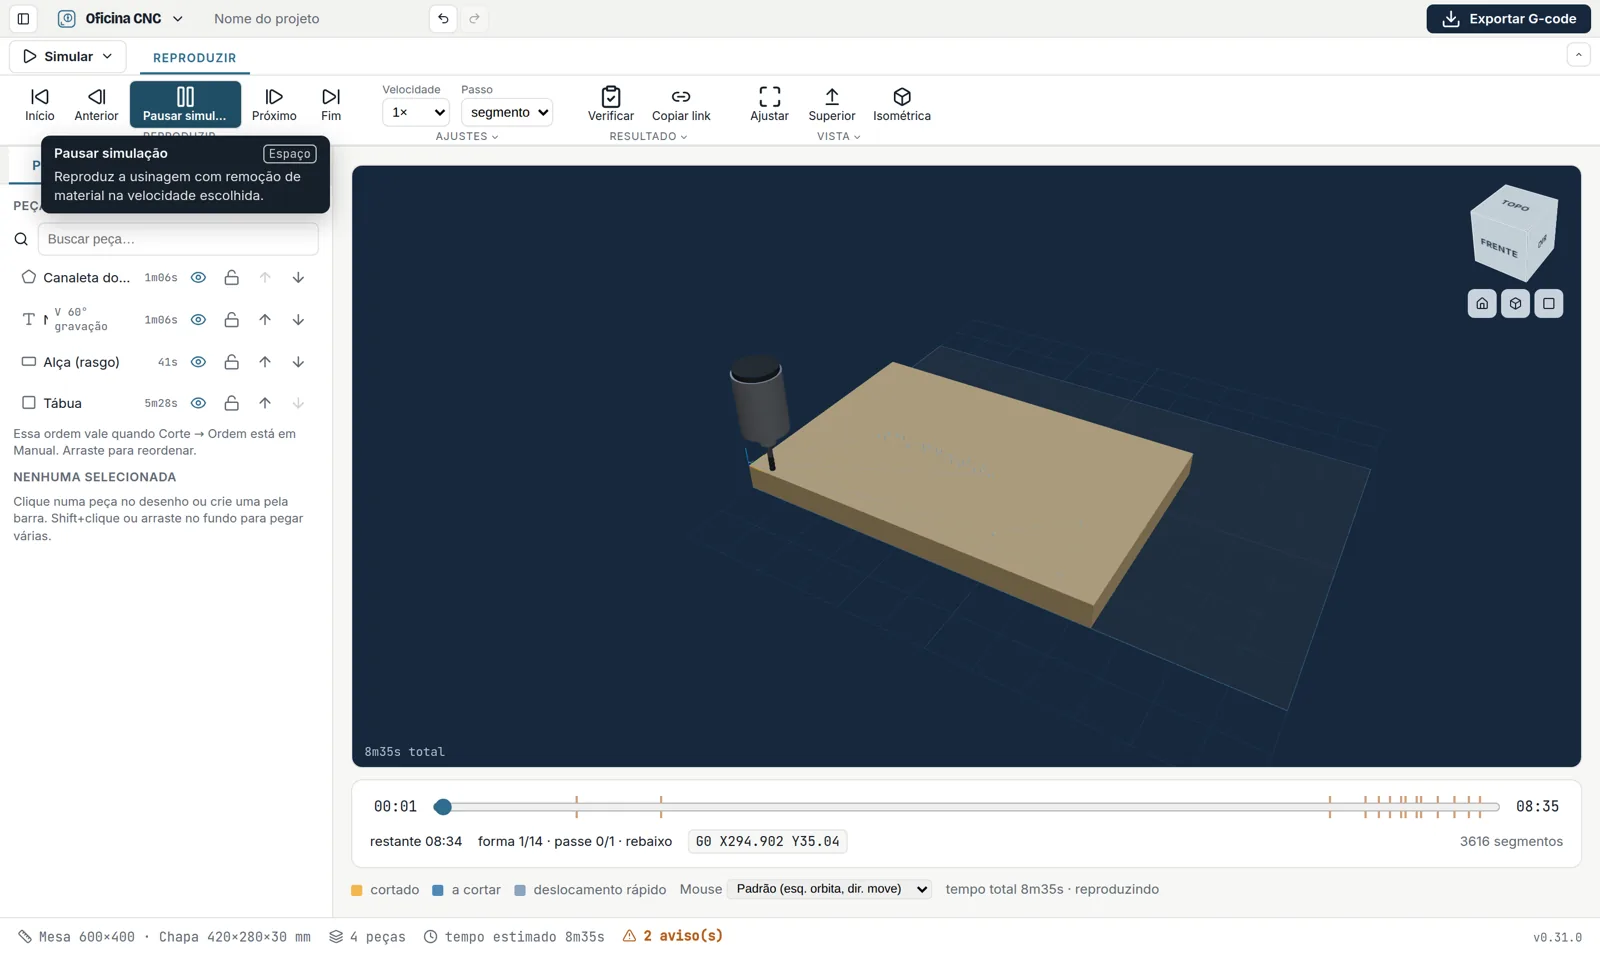 Oficina CNC
Nome do projeto
Exportar G-code
Simular
REPRODUZIR
Início
Anterior
Pausar simul...
Próximo
Fim
Velocidade
1×
Passo
segmento
Verificar
Copiar link
Ajustar
Superior
Isométrica
AJUSTES
RESULTADO
VISTA
Pausar simulação
Espaço
Reproduz a usinagem com remoção de
material na velocidade escolhida.
Buscar peça...
Canaleta do... 1m06s
V 60°
gravação
1m06s
Alça (rasgo) 41s
Tábua 5m28s
Essa ordem vale quando Corte → Ordem está em
Manual. Arraste para reordenar.
NENHUMA SELECIONADA
Clique numa peça no desenho ou crie uma pela
barra. Shift+clique ou arraste no fundo para pegar
várias.
TOPO
FRENTE
8m35s total
00:01
08:35
restante 08:34
forma 1/14 · passe 0/1 · rebaixo
G0 X294.902 Y35.04
3616 segmentos
cortado
a cortar
deslocamento rápido
Mouse
Padrão (esq. orbita, dir. move)
tempo total 8m35s · reproduzindo
Mesa 600×400 · Chapa 420×280×30 mm
4 peças
tempo estimado 8m35s
2 aviso(s)
v0.31.0